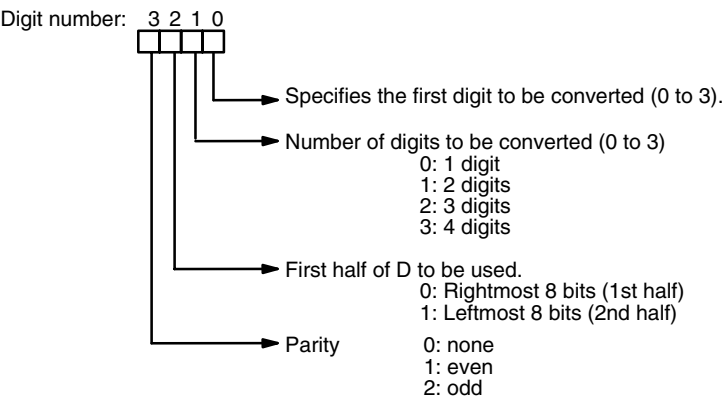 Digit number: 3 2 1 0
Specifies the first digit to be converted (0 to 3).
Number of digits to be converted (0 to 3)
0: 1 digit
1: 2 digits
2: 3 digits
3: 4 digits
First half of D to be used.
0: Rightmost 8 bits (1st half)
1: Leftmost 8 bits (2nd half)
Parity 0: none
1: even
2: odd